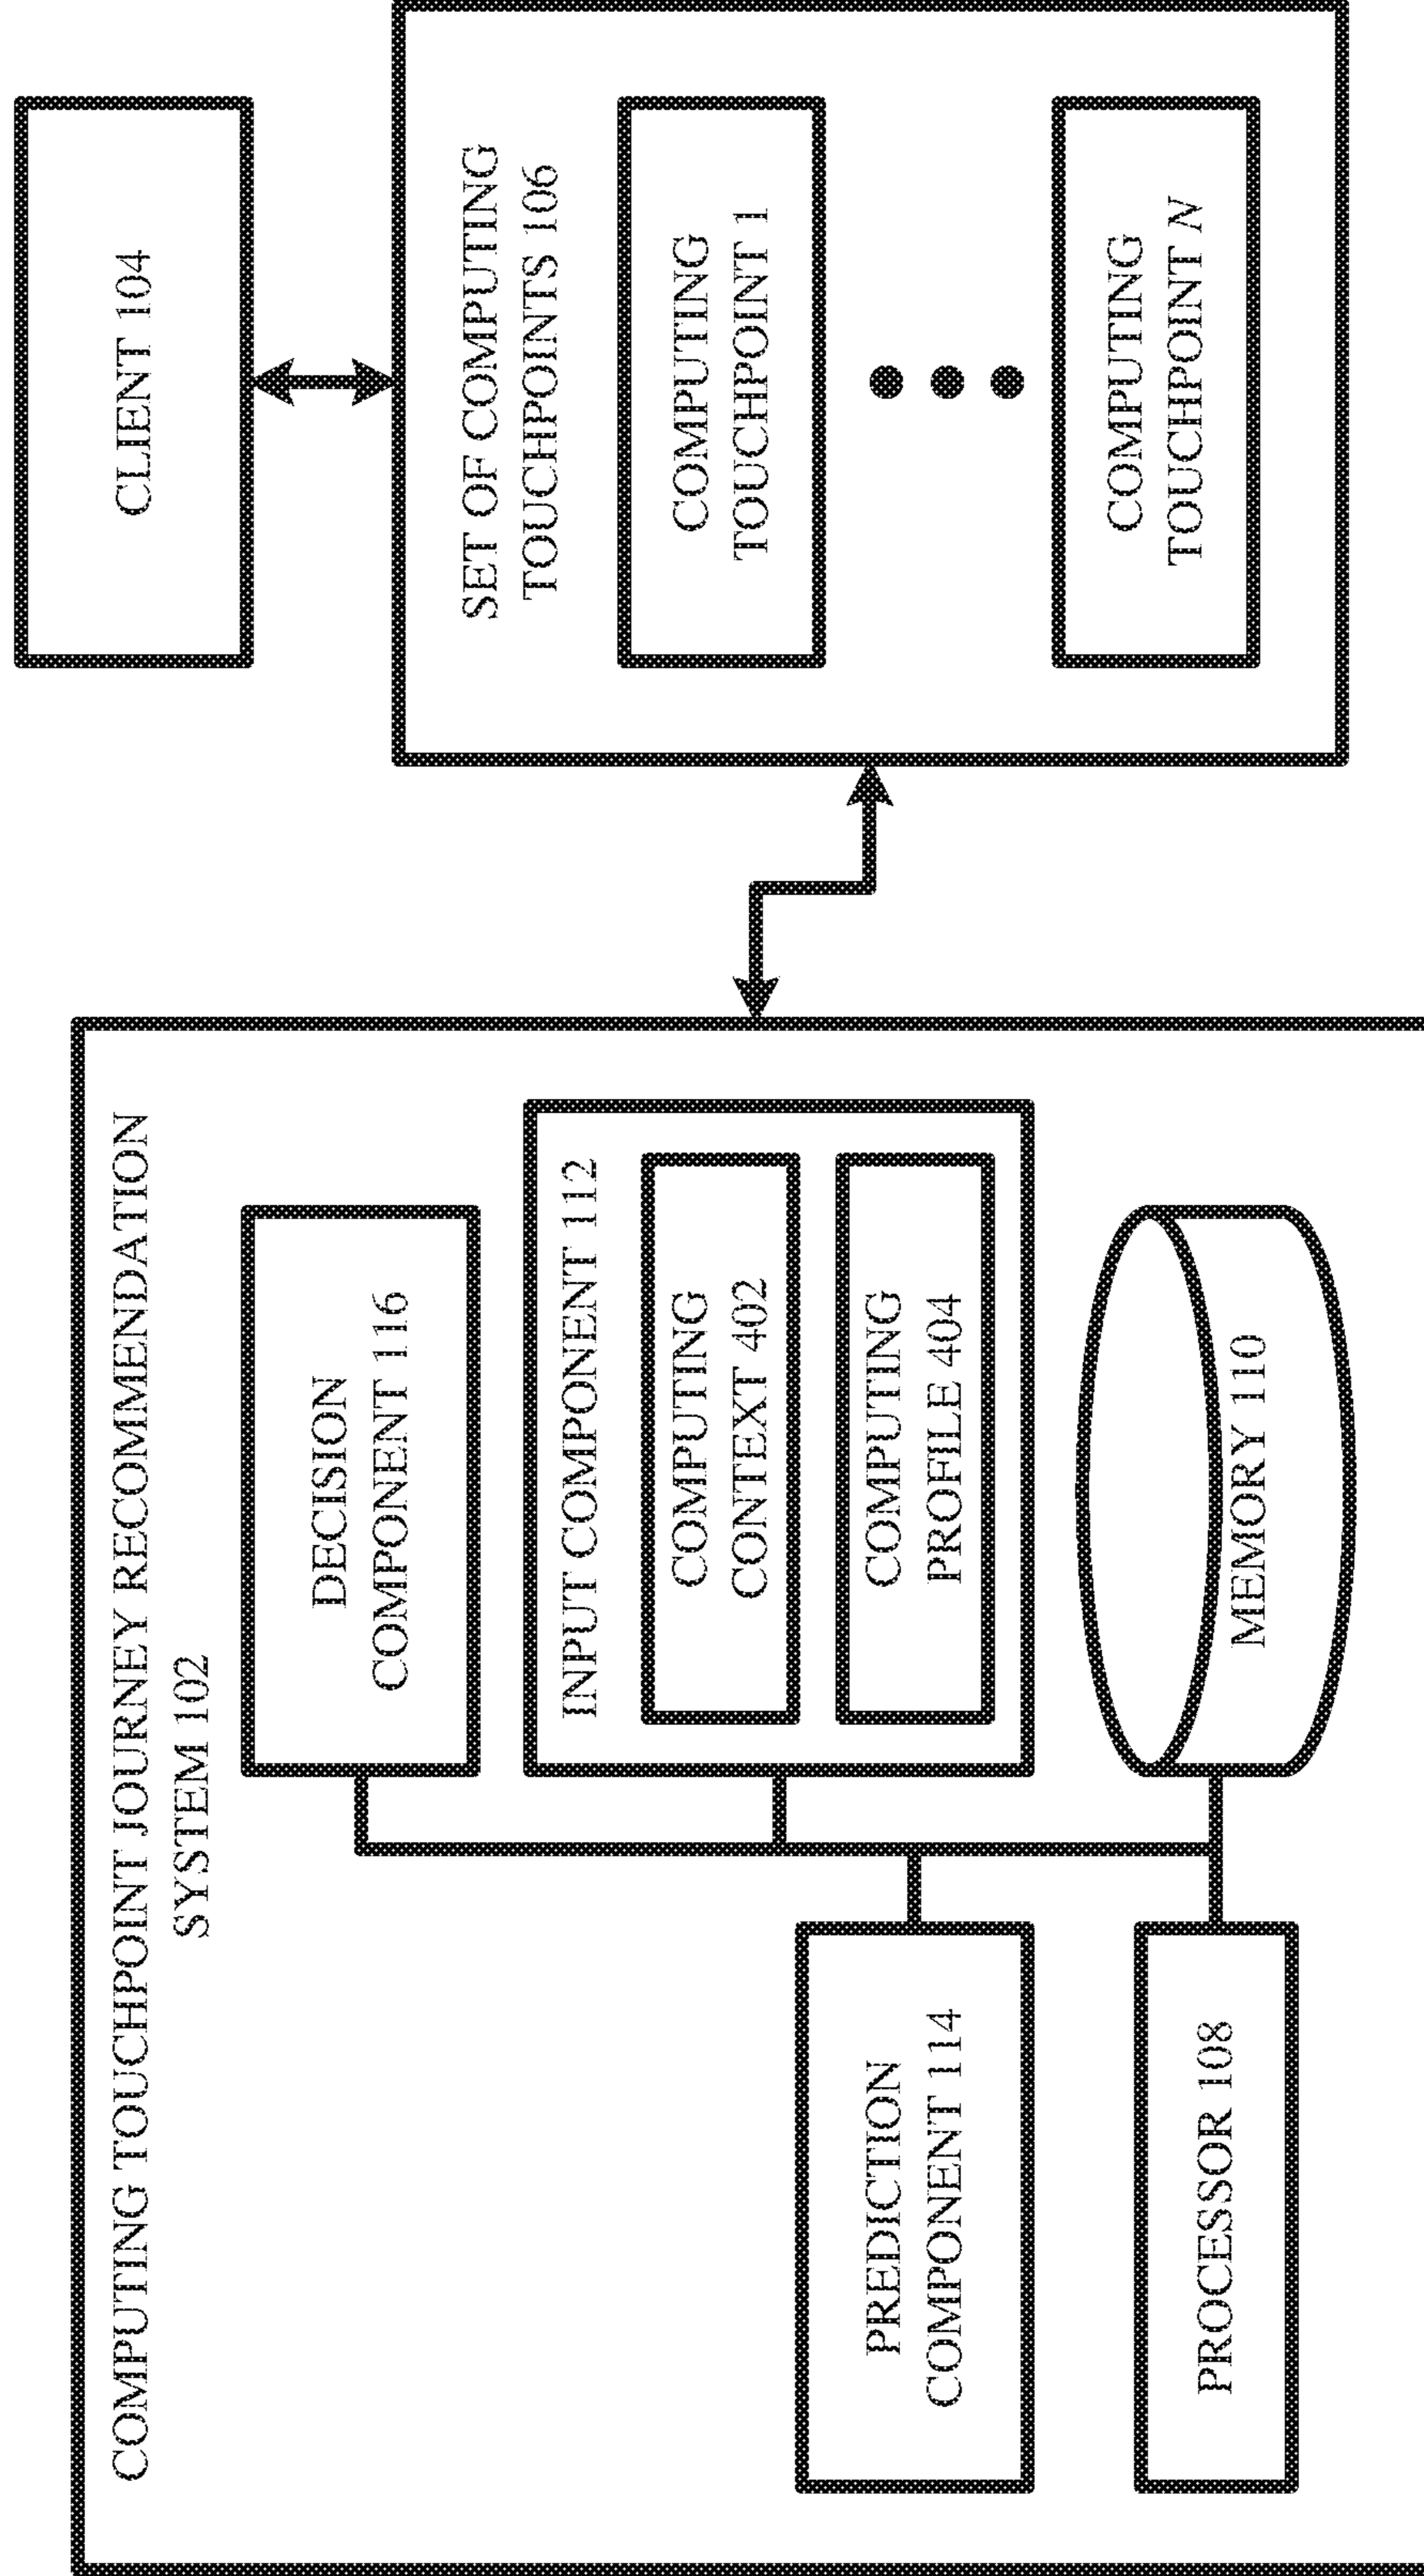 COMPUTING TOUCHPOINT JOURNEY RECOMMENDATION
SYSTEM 102
DECISION
COMPONENT 116
INPUT COMPONENT 112
COMPUTING
CONTEXT 402
COMPUTING
PROFILE 404
PREDICTION
COMPONENT 114
PROCESSOR 108
MEMORY 110
CLIENT 104
SET OF COMPUTING
TOUCHPOINTS 106
COMPUTING
TOUCHPOINT 1
COMPUTING
TOUCHPOINT N